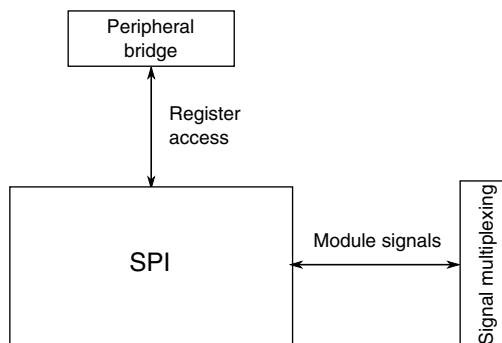 Peripheral
bridge
Register
access
SPI
Module signals
Signal multiplexing